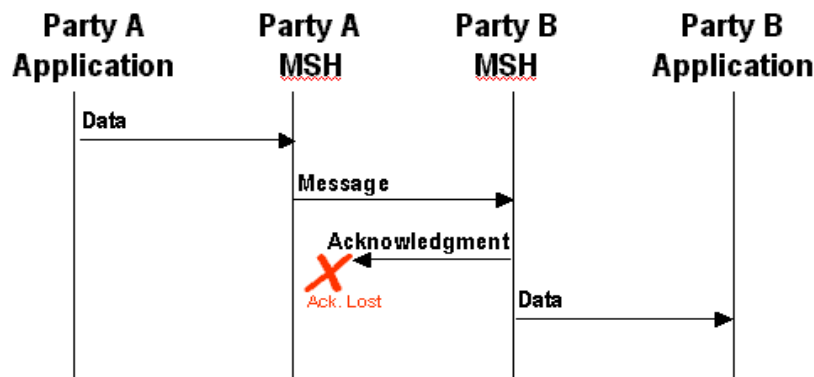 Party A
Application
Party A
MSH
Party B
MSH
Party B
Application
Data
Message
Acknowledgment
Ack. Lost
Data